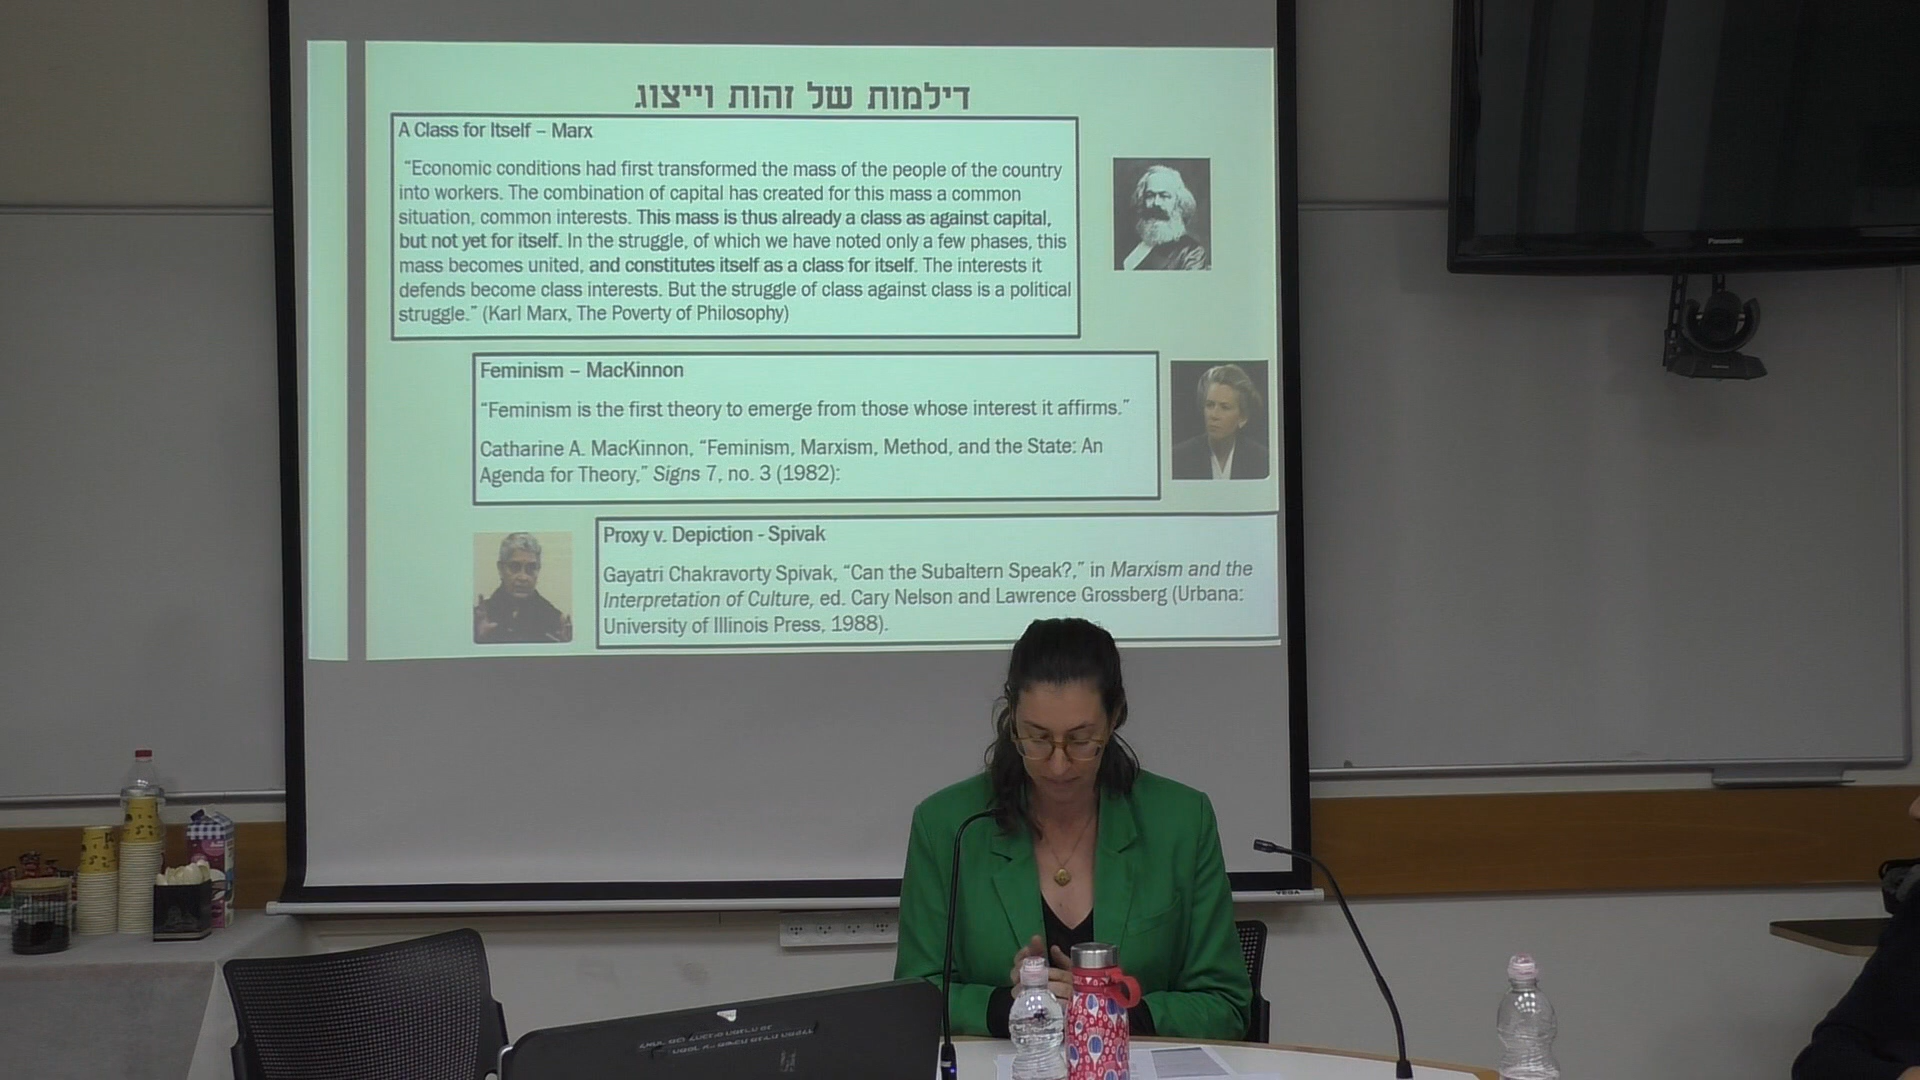 דילמות של זהות וייצוג
A Class for Itself – Marx
“Economic conditions had first transformed the mass of the people of the country
into workers. The combination of capital has created for this mass a common
situation, common interests. This mass is thus already a class as against capital,
but not yet for itself. In the struggle, of which we have noted only a few phases, this
mass becomes united, and constitutes itself as a class for itself. The interests it
defends become class interests. But the struggle of class against class is a political
struggle.” (Karl Marx, The Poverty of Philosophy)
Feminism – MacKinnon
“Feminism is the first theory to emerge from those whose interest it affirms.”
Catharine A. MacKinnon, “Feminism, Marxism, Method, and the State: An
Agenda for Theory,” Signs 7, no. 3 (1982):
Proxy v. Depiction - Spivak
Gayatri Chakravorty Spivak, “Can the Subaltern Speak?,” in Marxism and the
Interpretation of Culture, ed. Cary Nelson and Lawrence Grossberg (Urbana:
University of Illinois Press, 1988).
Panasonic
VEGA